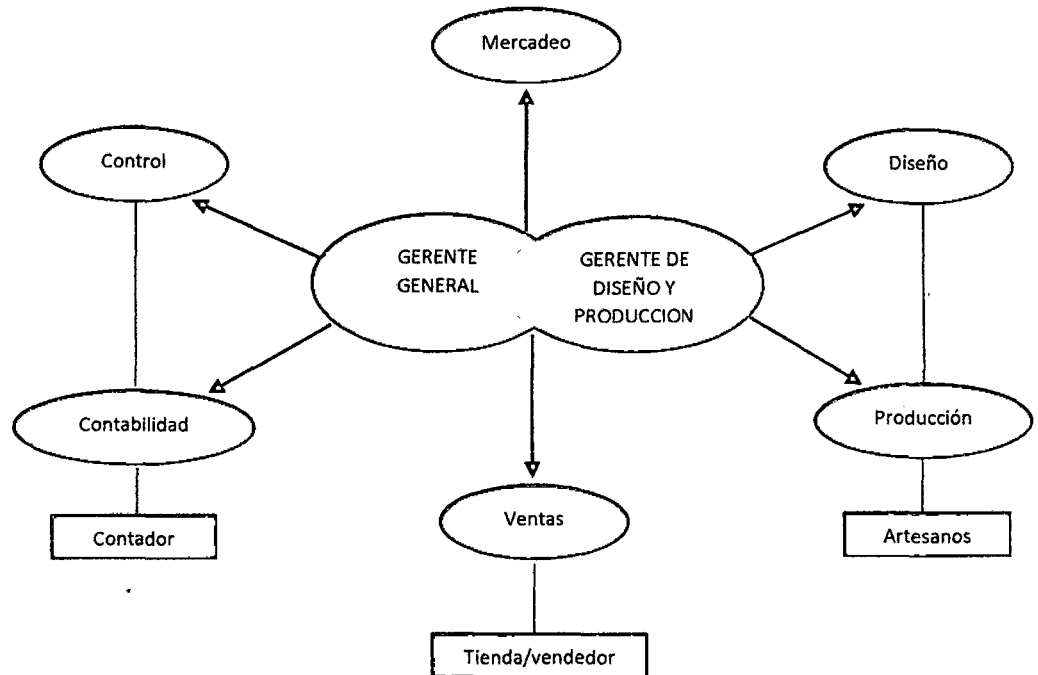 Mercadeo
Control
Diseño
GERENTE
GENERAL
GERENTE DE
DISEÑO Y
PRODUCCION
Contabilidad
Producción
Ventas
Contador
Artesanos
Tienda/vendedor